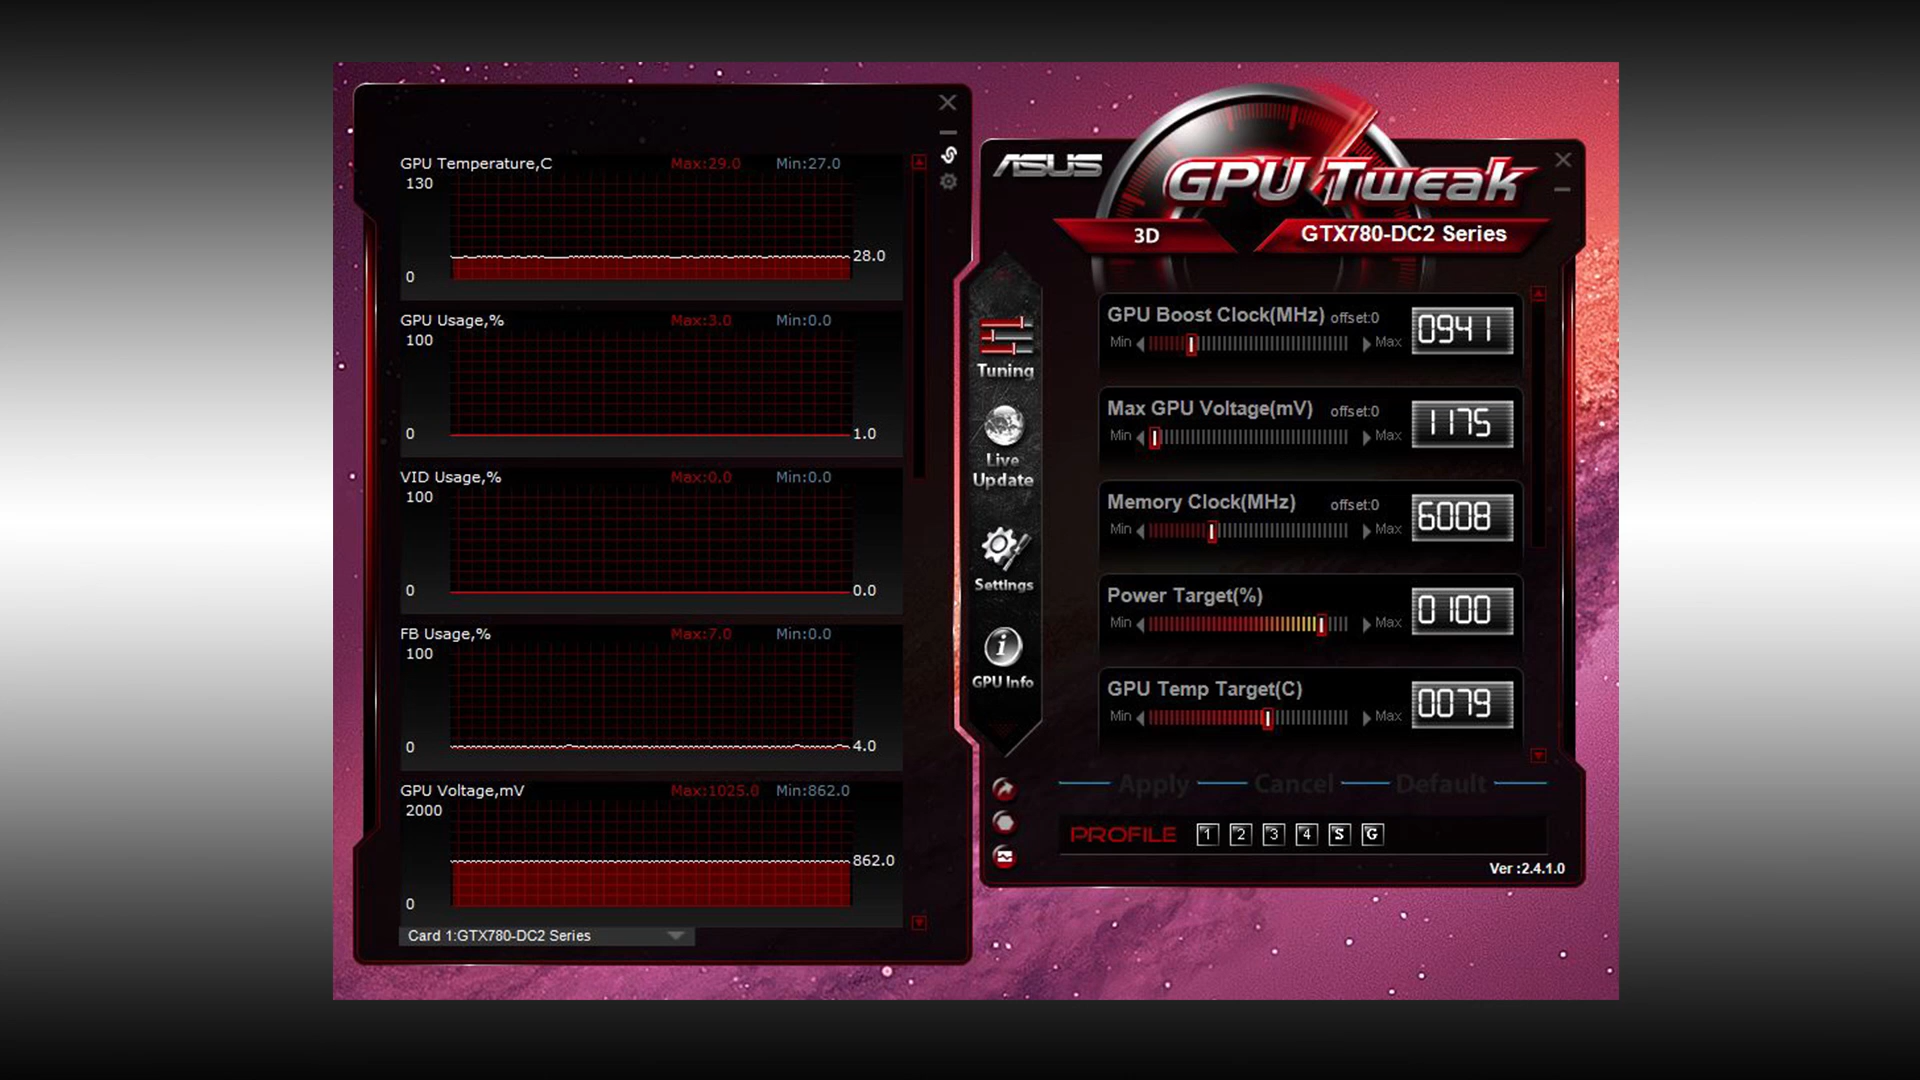 GPU Temperature,C Max:29.0 Min:27.0
130
28.0
0
GPU Usage,% Max:3.0 Min:0.0
100
0 1.0
VID Usage,% Max:0.0 Min:0.0
100
0 0.0
FB Usage,% Max:7.0 Min:0.0
100
0 4.0
GPU Voltage,mV Max:1025.0 Min:862.0
2000
862.0
0
Card 1:GTX780-DC2 Series
ASUS
GPU Tweak
3D GTX780-DC2 Series
Tuning
Live
Update
Settings
GPU Info
GPU Boost Clock(MHz) offset:0
Min Max 0941
Max GPU Voltage(mV) offset:0
Min Max 1175
Memory Clock(MHz) offset:0
Min Max 6008
Power Target(%)
Min Max 0100
GPU Temp Target(C)
Min Max 0079
Apply Cancel Default
PROFILE 1 2 3 4 S G
Ver :2.4.1.0